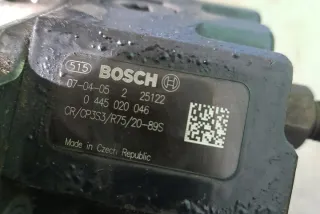 515 BOSCH
07-04-05 2 25122
0 445 020 046
CR/CP3S3/R75/20-89S
Made in Czech Republic